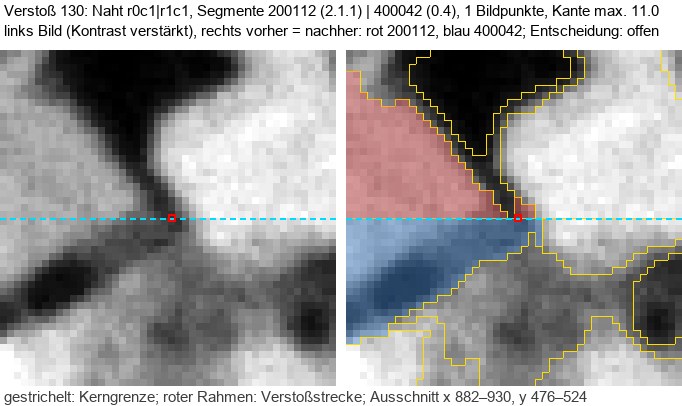 Verstoß 130: Naht r0c1|r1c1, Segmente 200112 (2.1.1) | 400042 (0.4), 1 Bildpunkte, Kante max. 11.0
links Bild (Kontrast verstärkt), rechts vorher = nachher: rot 200112, blau 400042; Entscheidung: offen
gestrichelt: Kerngrenze; roter Rahmen: Verstoßstrecke; Ausschnitt x 882–930, y 476–524